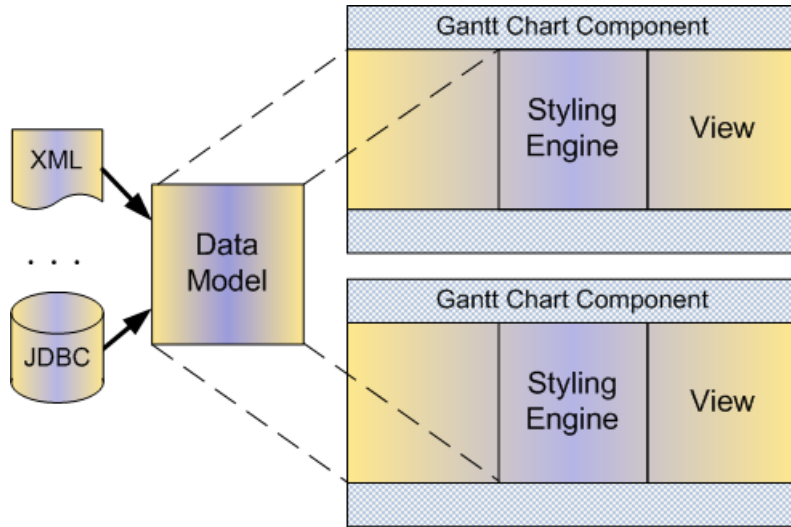 Gantt Chart Component
Styling
Engine
View
XML
. . .
Data
Model
JDBC
Gantt Chart Component
Styling
Engine
View